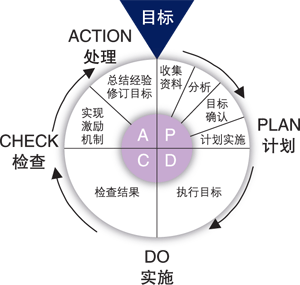 目标
ACTION
处理
总结经验
修订目标
收集
资料
分析
目标
确认
计划实施
实现
激励
机制
A P
C D
CHECK
检查
PLAN
计划
检查结果
执行目标
DO
实施